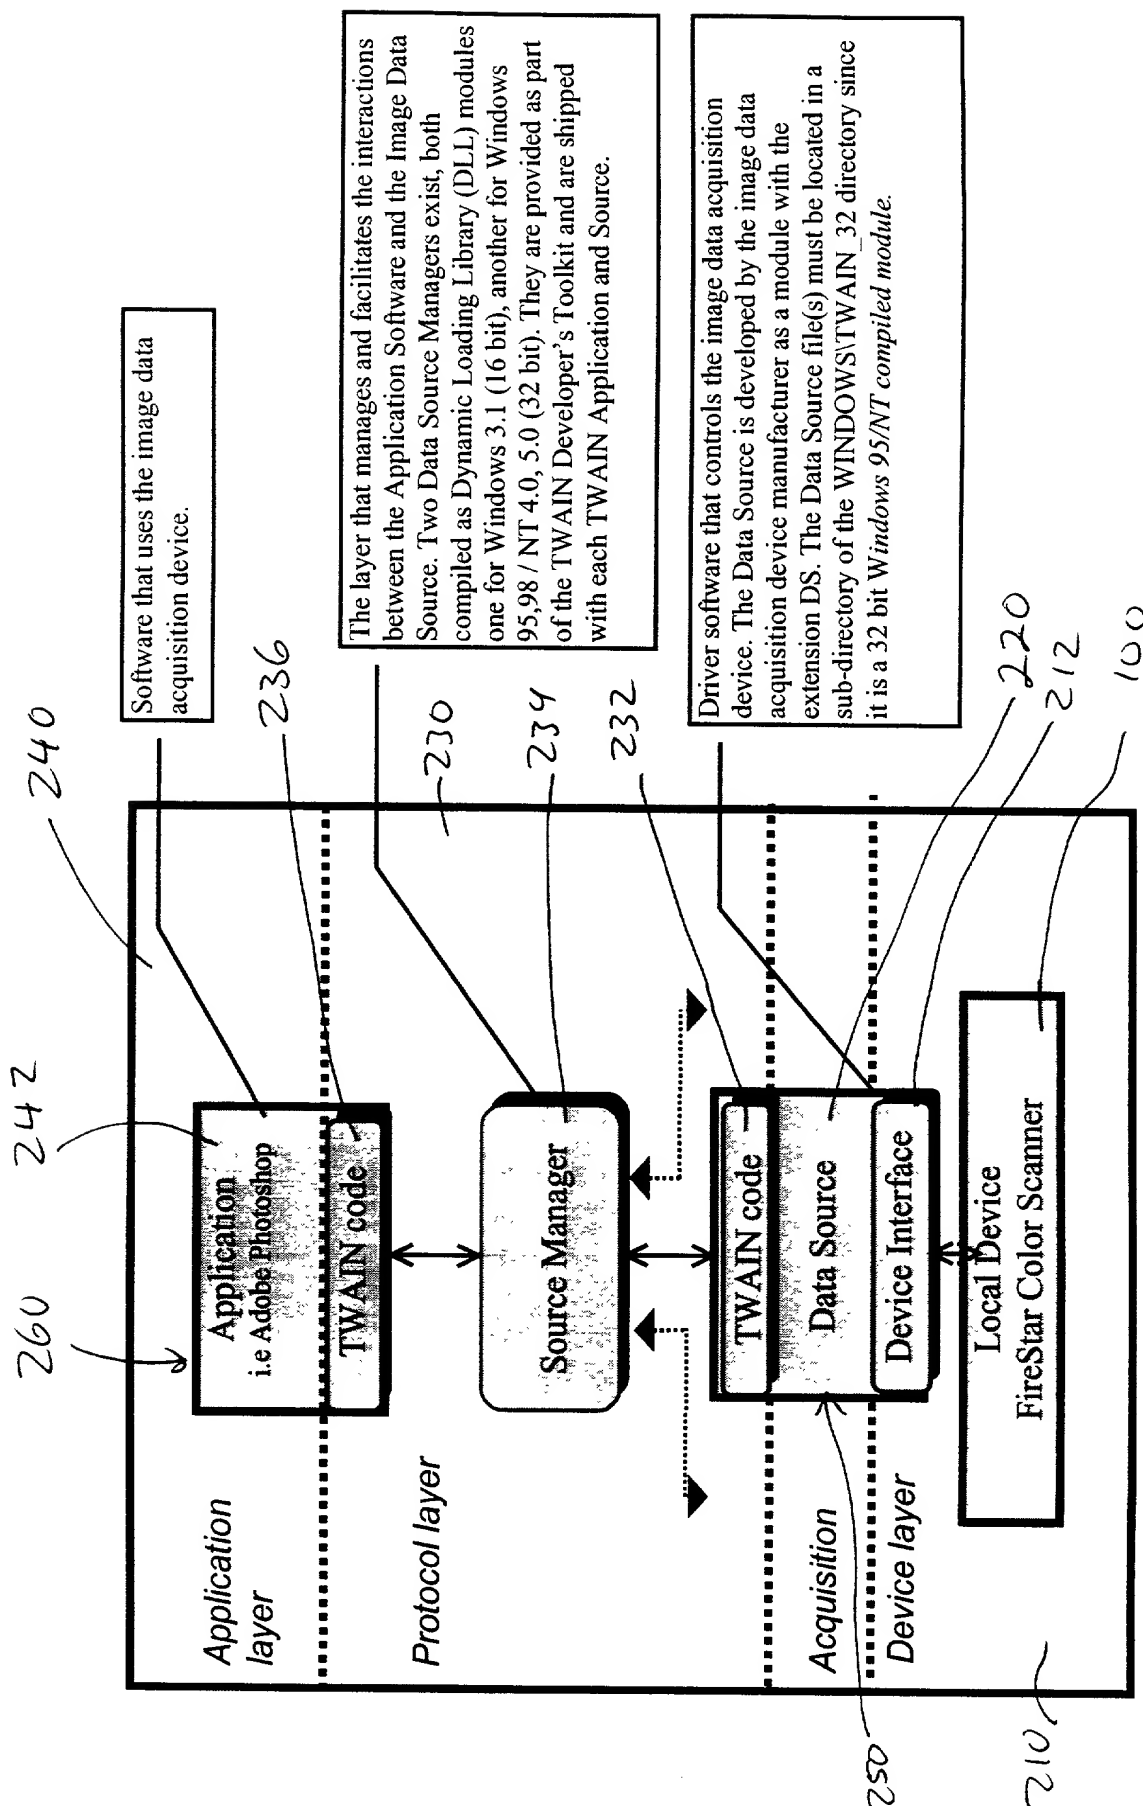 260
242
240
Application
layer
Application
i.e Adobe Photoshop
TWAIN code
236
Software that uses the image data
acquisition device.
Protocol layer
230
Source Manager
234
The layer that manages and facilitates the interactions
between the Application Software and the Image Data
Source. Two Data Source Managers exist, both
compiled as Dynamic Loading Library (DLL) modules
one for Windows 3.1 (16 bit), another for Windows
95,98 / NT 4.0, 5.0 (32 bit). They are provided as part
of the TWAIN Developer's Toolkit and are shipped
with each TWAIN Application and Source.
232
TWAIN code
Acquisition
Data Source
250
220
Driver software that controls the image data acquisition
device. The Data Source is developed by the image data
acquisition device manufacturer as a module with the
extension DS. The Data Source file(s) must be located in a
sub-directory of the WINDOWS\TWAIN_32 directory since
it is a 32 bit Windows 95/NT compiled module.
Device layer
Device Interface
212
Local Device
FireStar Color Scanner
100
210